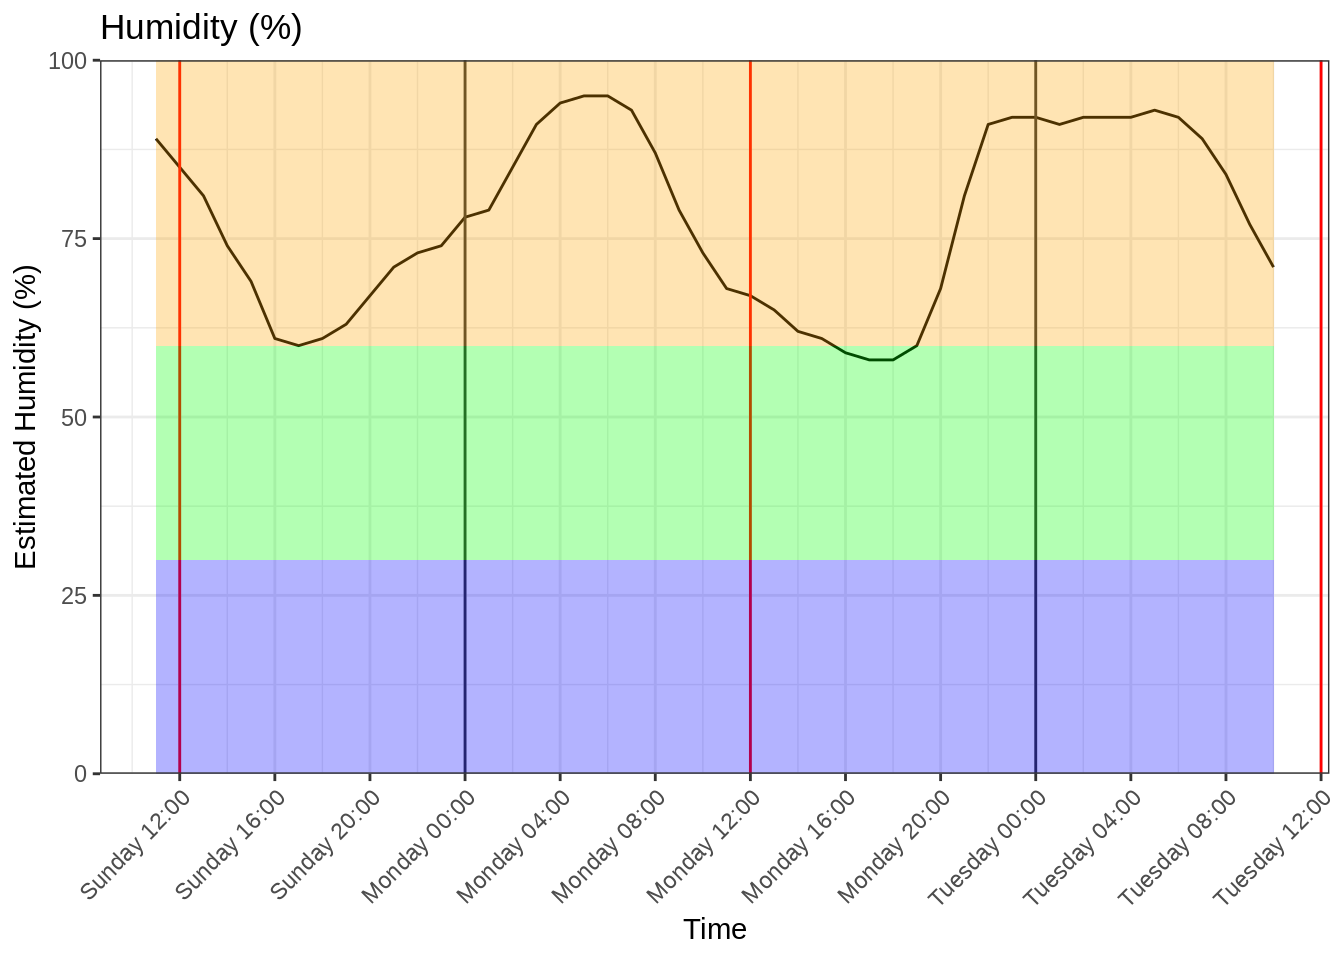 Humidity (%)
100
75
50
25
0
Estimated Humidity (%)
Sunday 12:00
Sunday 16:00
Sunday 20:00
Monday 00:00
Monday 04:00
Monday 08:00
Monday 12:00
Monday 16:00
Monday 20:00
Tuesday 00:00
Tuesday 04:00
Tuesday 08:00
Tuesday 12:00
Time